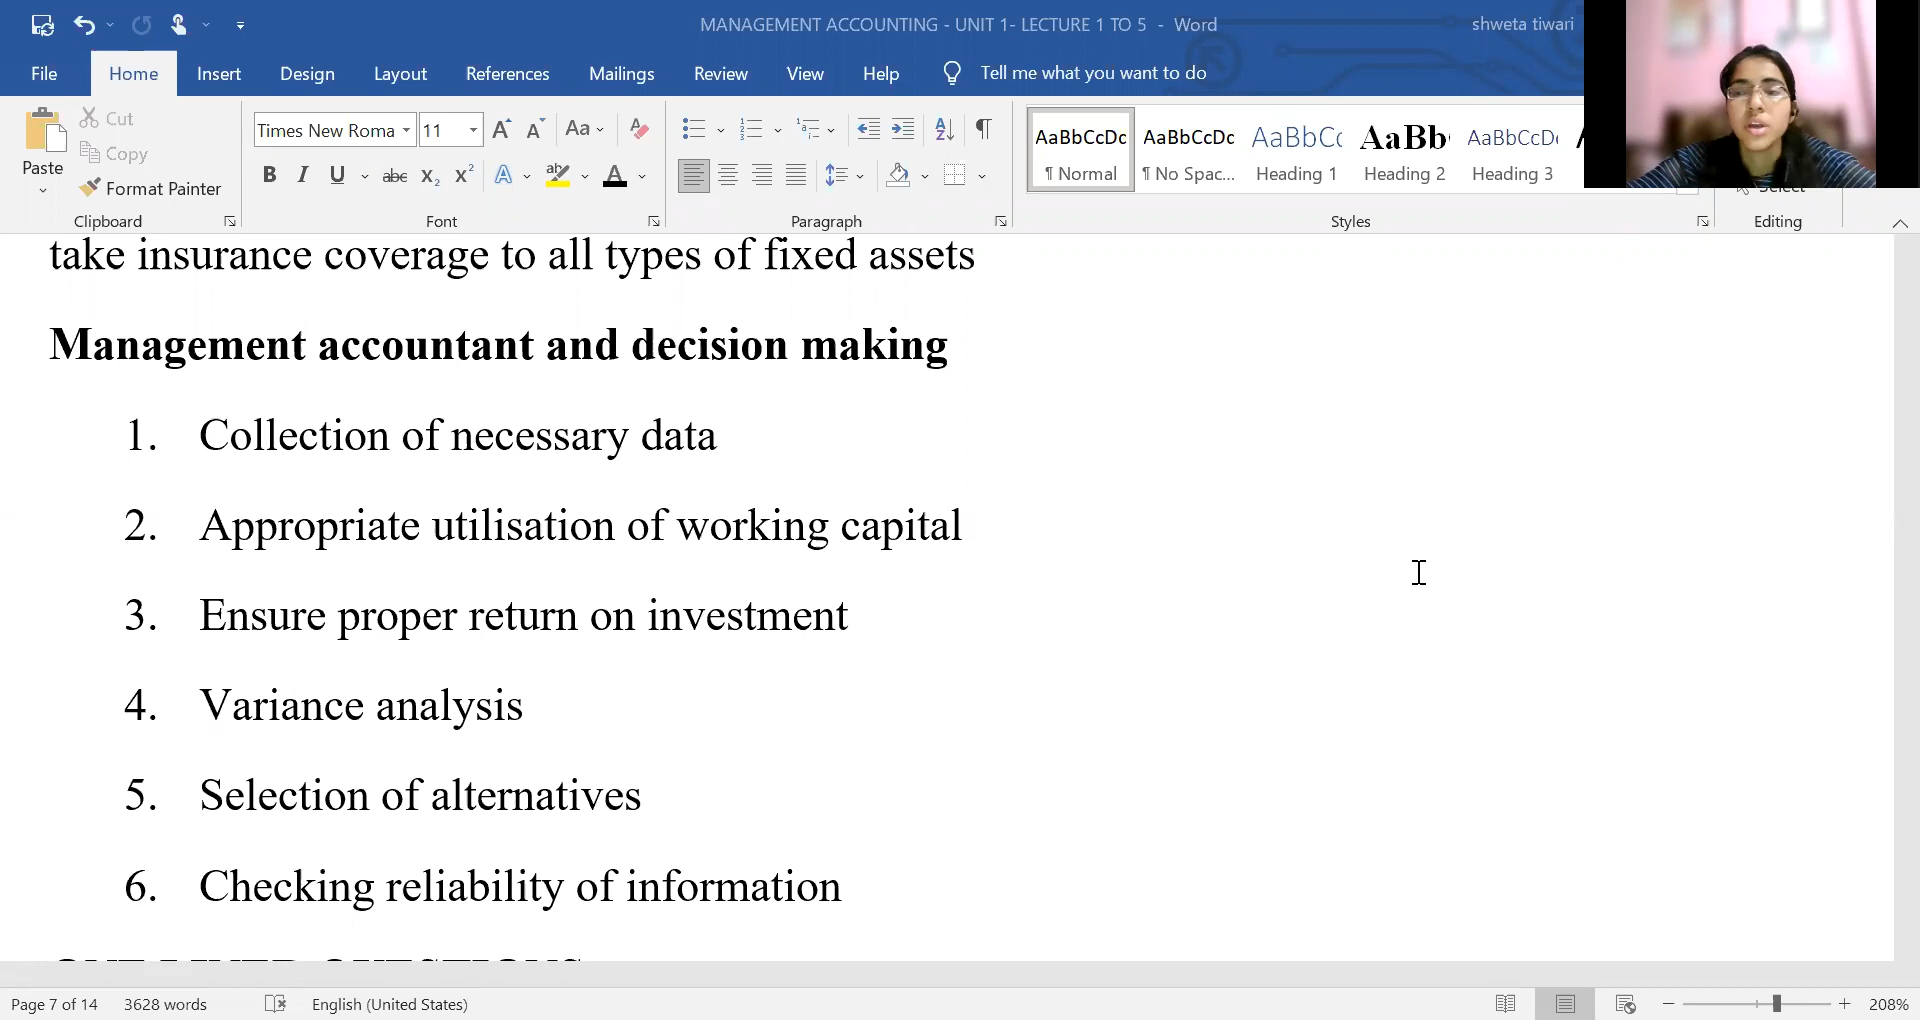 MANAGEMENT ACCOUNTING - UNIT 1- LECTURE 1 TO 5 - Word
shweta tiwari
File Home Insert Design Layout References Mailings Review View Help Tell me what you want to do
Paste
Cut
Copy
Format Painter
Clipboard
Times New Roma 11
Font
Paragraph
AaBbCcDc AaBbCcDc AaBbCc AaBb AaBbCcDc
¶ Normal ¶ No Spac... Heading 1 Heading 2 Heading 3
Styles
Select
Editing
take insurance coverage to all types of fixed assets
Management accountant and decision making
1. Collection of necessary data
2. Appropriate utilisation of working capital
3. Ensure proper return on investment
4. Variance analysis
5. Selection of alternatives
6. Checking reliability of information
Page 7 of 14 3628 words English (United States) 208%